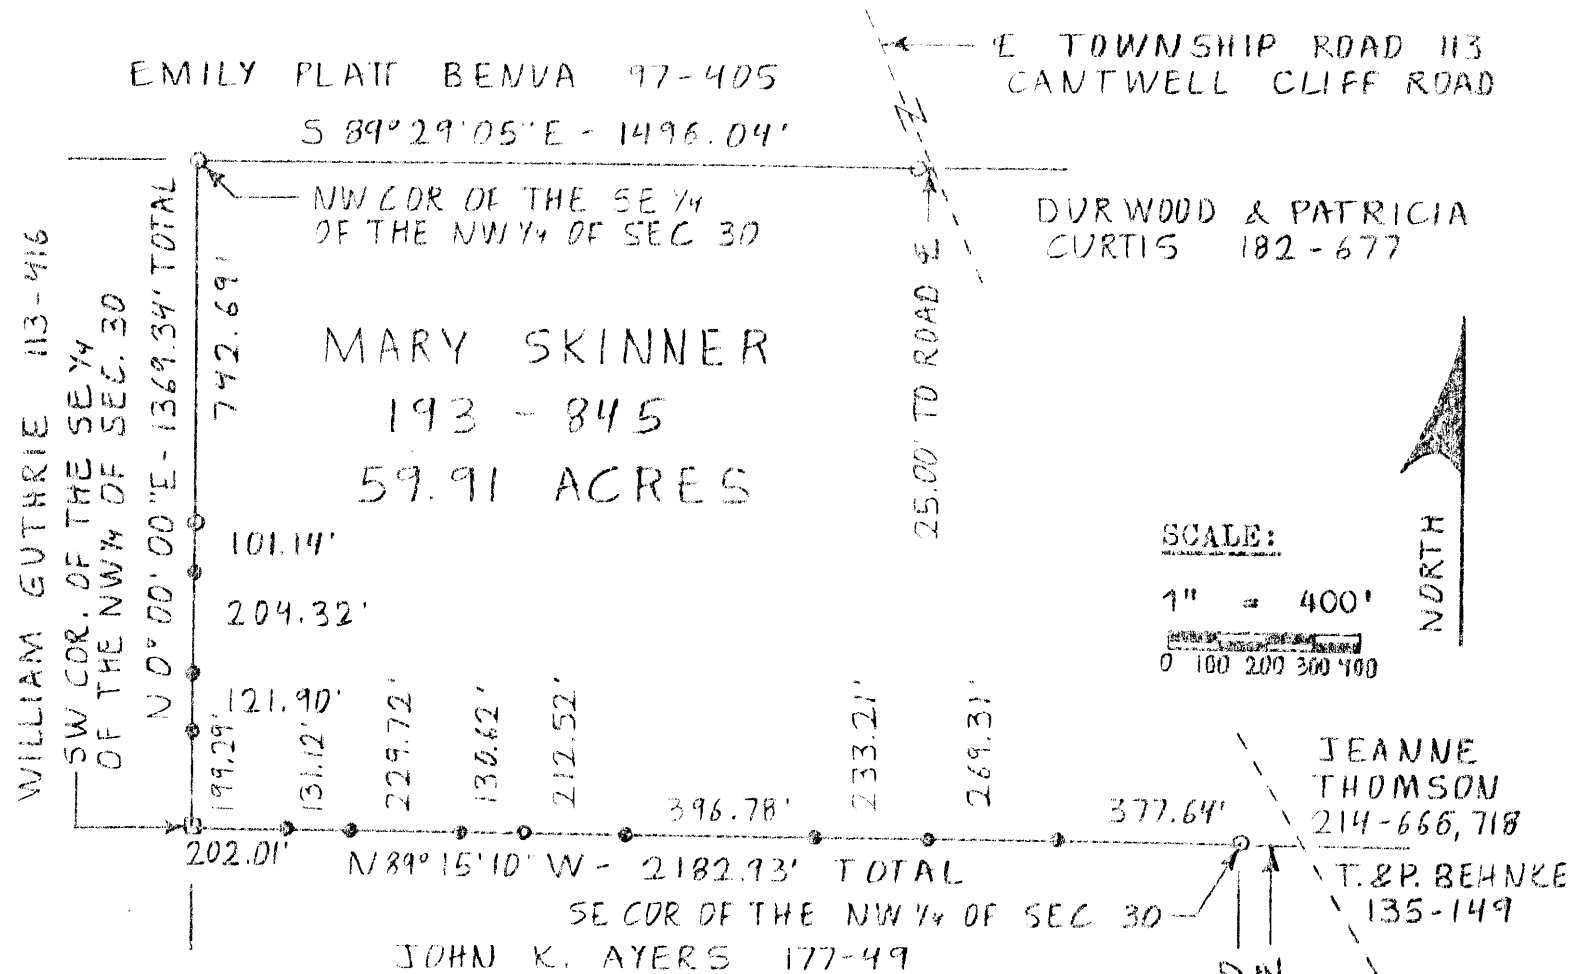 ℄ TOWNSHIP ROAD 113
CANTWELL CLIFF ROAD
EMILY PLATT BENUA 97-405
S 89°29'05"E - 1496.04'
NW COR OF THE SE 1/4
OF THE NW 1/4 OF SEC 30
DURWOOD & PATRICIA
CURTIS 182-677
WILLIAM GUTHRIE 113-416
SW COR. OF THE SE 1/4
OF THE NW 1/4 OF SEC. 30
N 0°00'00"E - 1369.34' TOTAL
742.69'
MARY SKINNER
193 - 845
59.91 ACRES
25.00' TO ROAD ℄
101.14'
204.32'
121.90'
199.29'
SCALE:
1" = 400'
0 100 200 300 400
NORTH
131.12'
229.72'
130.62'
212.52'
396.78'
233.21'
269.31'
377.64'
202.01'
N 89°15'10" W - 2182.93' TOTAL
JEANNE
THOMSON
214-666, 718
T. & P. BEHNKE
135-149
SE COR OF THE NW 1/4 OF SEC 30
JOHN K. AYERS 177-49